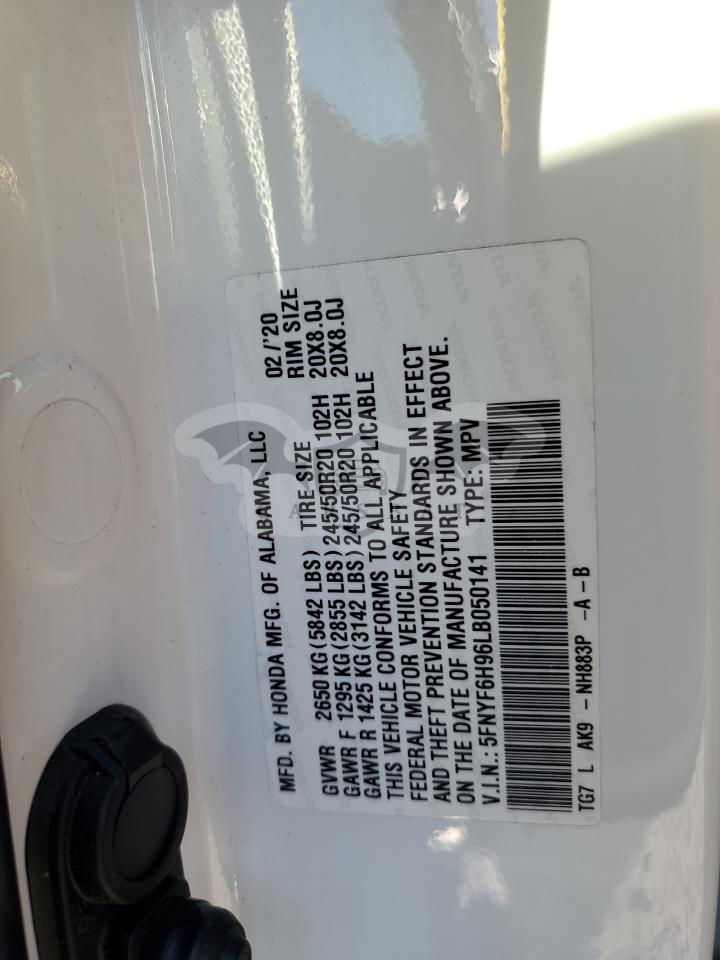 MFD. BY HONDA MFG. OF ALABAMA, LLC 02/'20
GVWR 2650 KG (5842 LBS) TIRE SIZE RIM SIZE
GAWR F 1295 KG (2855 LBS) 245/50R20 102H 20X8.0J
GAWR R 1425 KG (3142 LBS) 245/50R20 102H 20X8.0J
THIS VEHICLE CONFORMS TO ALL APPLICABLE
FEDERAL MOTOR VEHICLE SAFETY
AND THEFT PREVENTION STANDARDS IN EFFECT
ON THE DATE OF MANUFACTURE SHOWN ABOVE.
V.I.N.: 5FNYF6H96LB050141 TYPE: MPV
TG7 L AK9 - NH883P -A - B